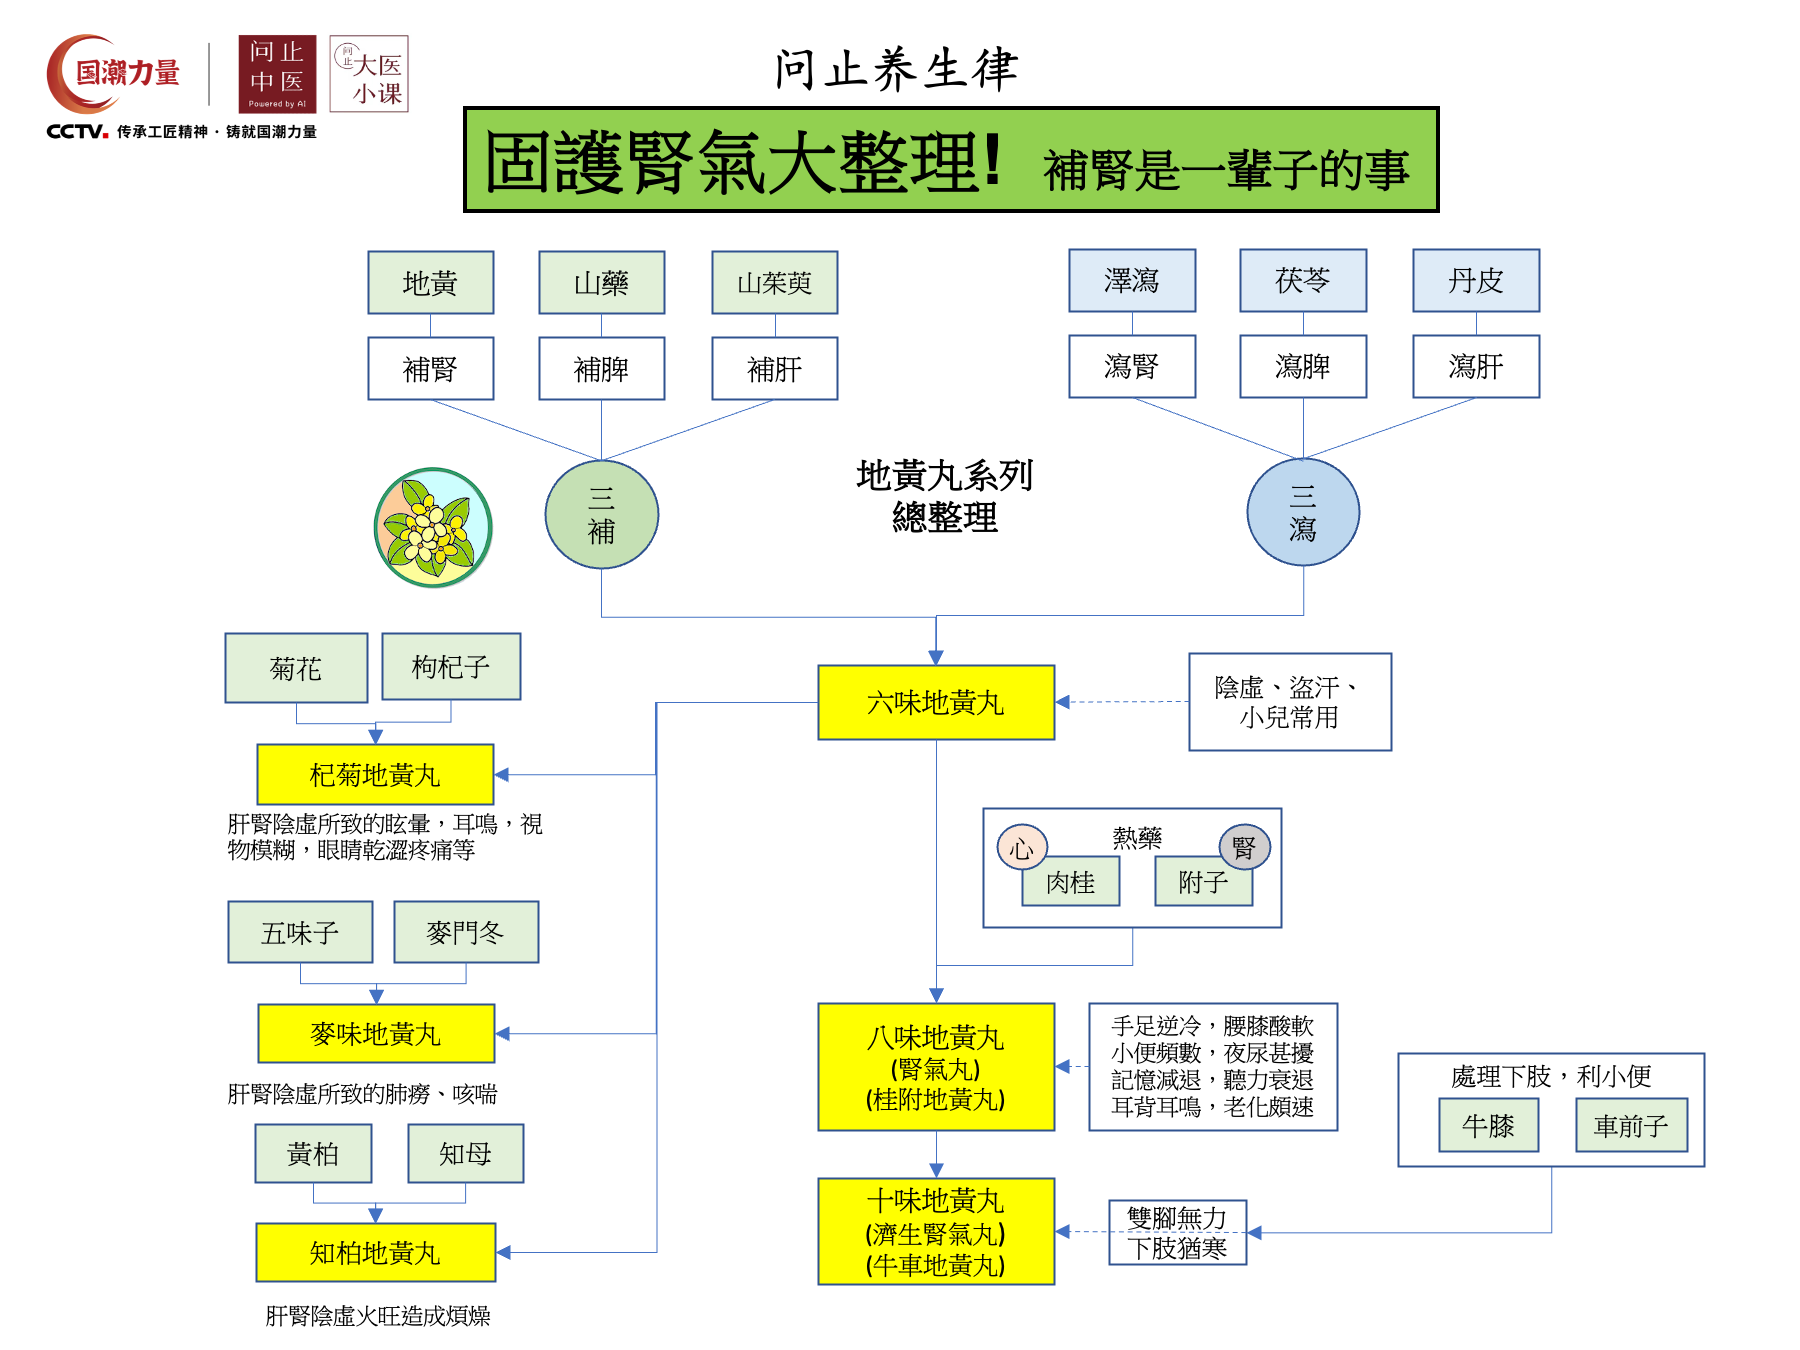 国潮力量
CCTV. 传承工匠精神·铸就国潮力量
问止
中医
Powered by AI
问止
大医
小课
问止养生律
固護腎氣大整理! 補腎是一輩子的事
地黃
山藥
山茱萸
澤瀉
茯苓
丹皮
補腎
補脾
補肝
瀉腎
瀉脾
瀉肝
三
補
地黃丸系列
總整理
三
瀉
菊花
枸杞子
六味地黃丸
陰虛、盜汗、
小兒常用
杞菊地黃丸
肝腎陰虛所致的眩暈,耳鳴,視
物模糊,眼睛乾澀疼痛等
心
熱藥
腎
肉桂
附子
五味子
麥門冬
麥味地黃丸
肝腎陰虛所致的肺癆、咳喘
八味地黃丸
(腎氣丸)
(桂附地黃丸)
手足逆冷,腰膝酸軟
小便頻數,夜尿甚擾
記憶減退,聽力衰退
耳背耳鳴,老化頗速
處理下肢,利小便
牛膝
車前子
黃柏
知母
知柏地黃丸
肝腎陰虛火旺造成煩燥
十味地黃丸
(濟生腎氣丸)
(牛車地黃丸)
雙腳無力
下肢猶寒